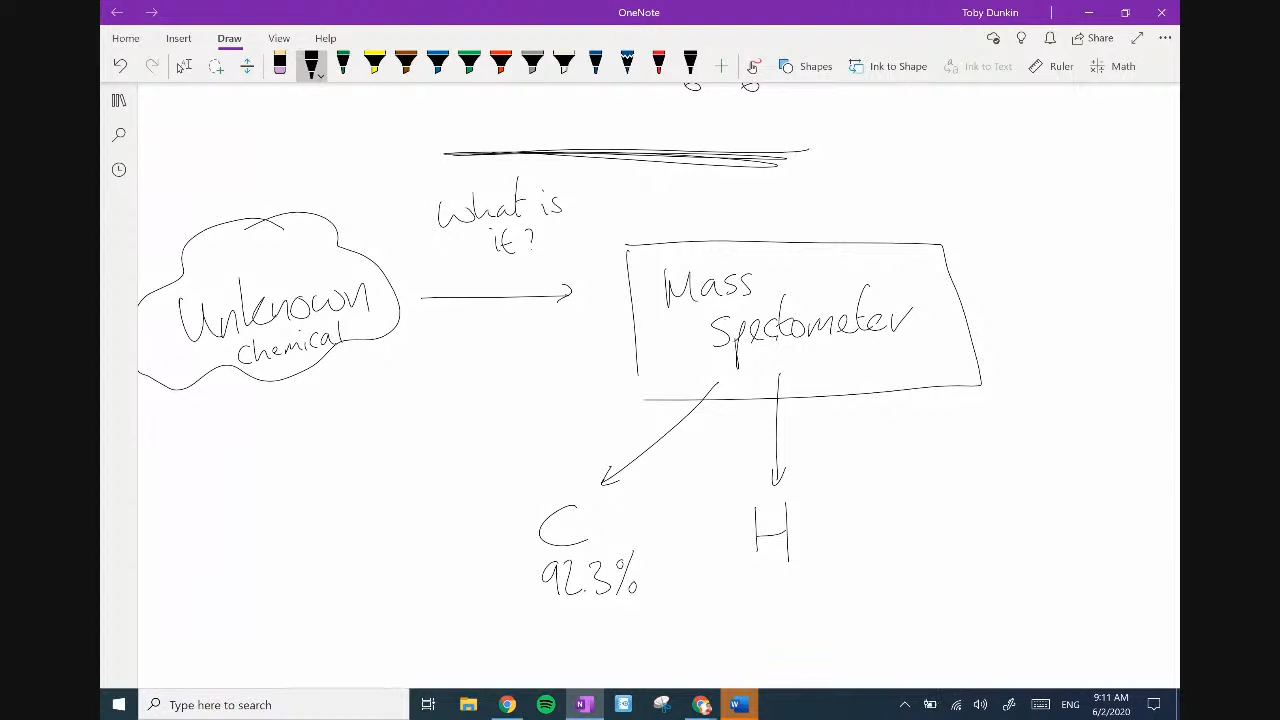 OneNote
Toby Dunkin
Home
Insert
Draw
View
Help
Share
Shapes
Ink to Shape
Ink to Text
Ruler
Math
What is
it?
Unknown
chemical
Mass
Spectometer
C
H
92.3%
Type here to search
ENG
9:11 AM
6/2/2020